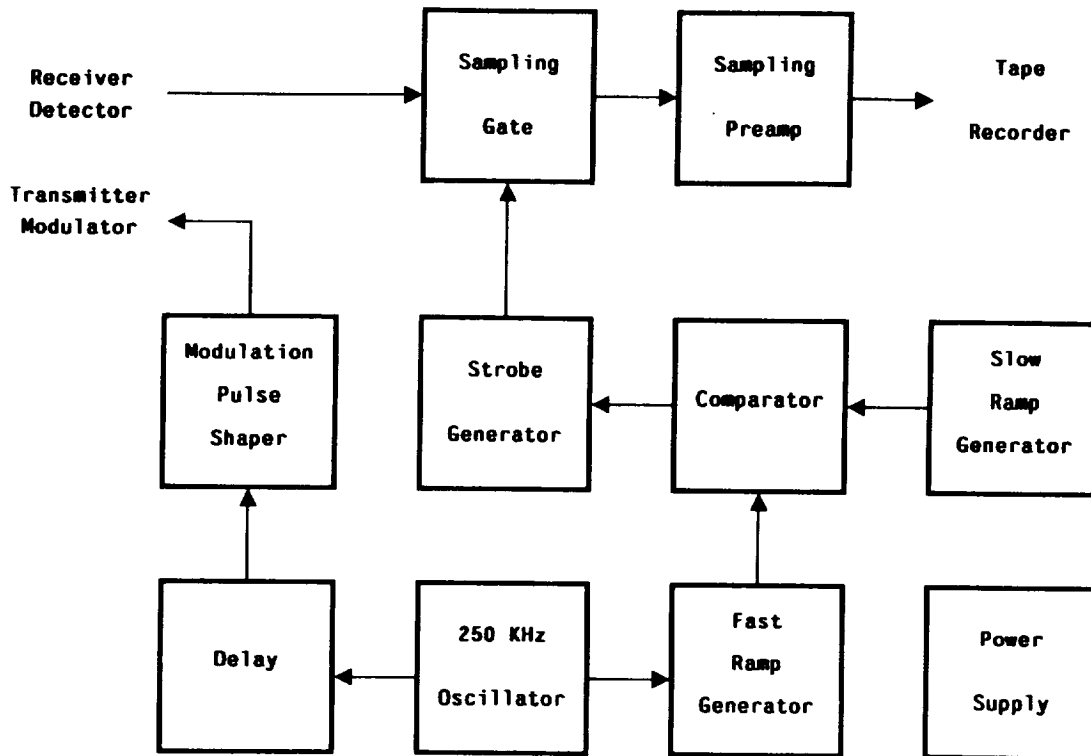 Receiver
Detector
Sampling
Gate
Sampling
Preamp
Tape
Recorder
Transmitter
Modulator
Modulation
Pulse
Shaper
Strobe
Generator
Comparator
Slow
Ramp
Generator
Delay
250 KHz
Oscillator
Fast
Ramp
Generator
Power
Supply